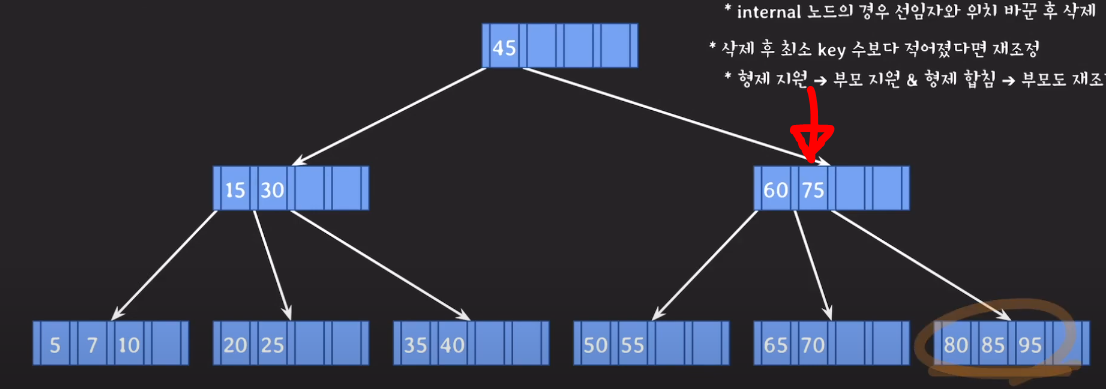 * internal 노드의 경우 선임자와 위치 바꾼 후 삭제
45
* 삭제 후 최소 key 수보다 적어졌다면 재조정
* 형제 지원 → 부모 지원 & 형제 합침 → 부모도 재조
15 30
60 75
5 7 10
20 25
35 40
50 55
65 70
80 85 95